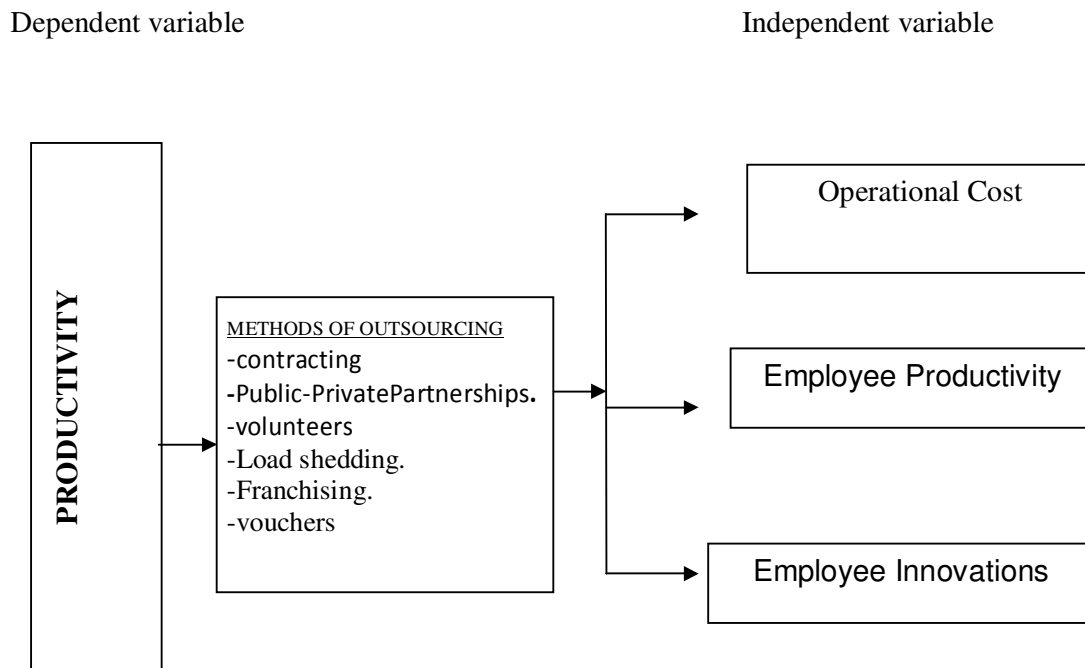 Dependent variable
Independent variable
PRODUCTIVITY
METHODS OF OUTSOURCING
-contracting
-Public-PrivatePartnerships.
-volunteers
-Load shedding.
-Franchising.
-vouchers
Operational Cost
Employee Productivity
Employee Innovations